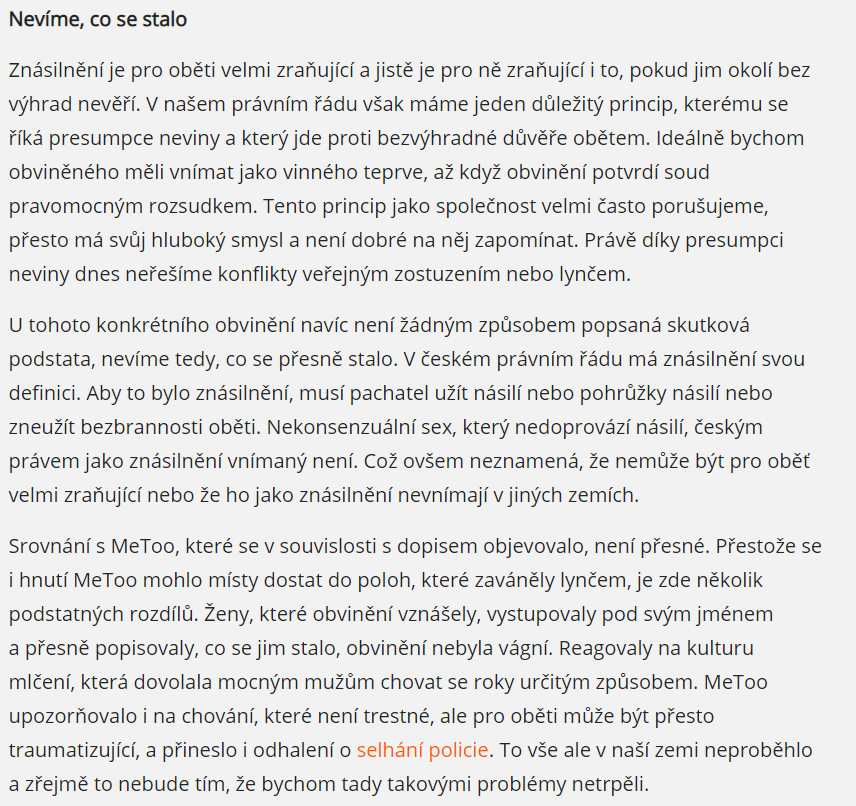 Nevíme, co se stalo
Znásilnění je pro oběti velmi zraňující a jistě je pro ně zraňující i to, pokud jim okolí bez
výhrad nevěří. V našem právním řádu však máme jeden důležitý princip, kterému se
říká presumpce neviny a který jde proti bezvýhradné důvěře obětem. Ideálně bychom
obviněného měli vnímat jako vinného teprve, až když obvinění potvrdí soud
pravomocným rozsudkem. Tento princip jako společnost velmi často porušujeme,
přesto má svůj hluboký smysl a není dobré na něj zapomínat. Právě díky presumpci
neviny dnes neřešíme konflikty veřejným zostuzením nebo lynčem.
U tohoto konkrétního obvinění navíc není žádným způsobem popsaná skutková
podstata, nevíme tedy, co se přesně stalo. V českém právním řádu má znásilnění svou
definici. Aby to bylo znásilnění, musí pachatel užít násilí nebo pohrůžky násilí nebo
zneužít bezbrannosti oběti. Nekonsenzuální sex, který nedoprovází násilí, českým
právem jako znásilnění vnímaný není. Což ovšem neznamená, že nemůže být pro oběť
velmi zraňující nebo že ho jako znásilnění nevnímají v jiných zemích.
Srovnání s MeToo, které se v souvislosti s dopisem objevovalo, není přesné. Přestože se
i hnutí MeToo mohlo místy dostat do poloh, které zaváněly lynčem, je zde několik
podstatných rozdílů. Ženy, které obvinění vznášely, vystupovaly pod svým jménem
a přesně popisovaly, co se jim stalo, obvinění nebyla vágní. Reagovaly na kulturu
mlčení, která dovolala mocným mužům chovat se roky určitým způsobem. MeToo
upozorňovalo i na chování, které není trestné, ale pro oběti může být přesto
traumatizující, a přineslo i odhalení o selhání policie. To vše ale v naší zemi neproběhlo
a zřejmě to nebude tím, že bychom tady takovými problémy netrpěli.